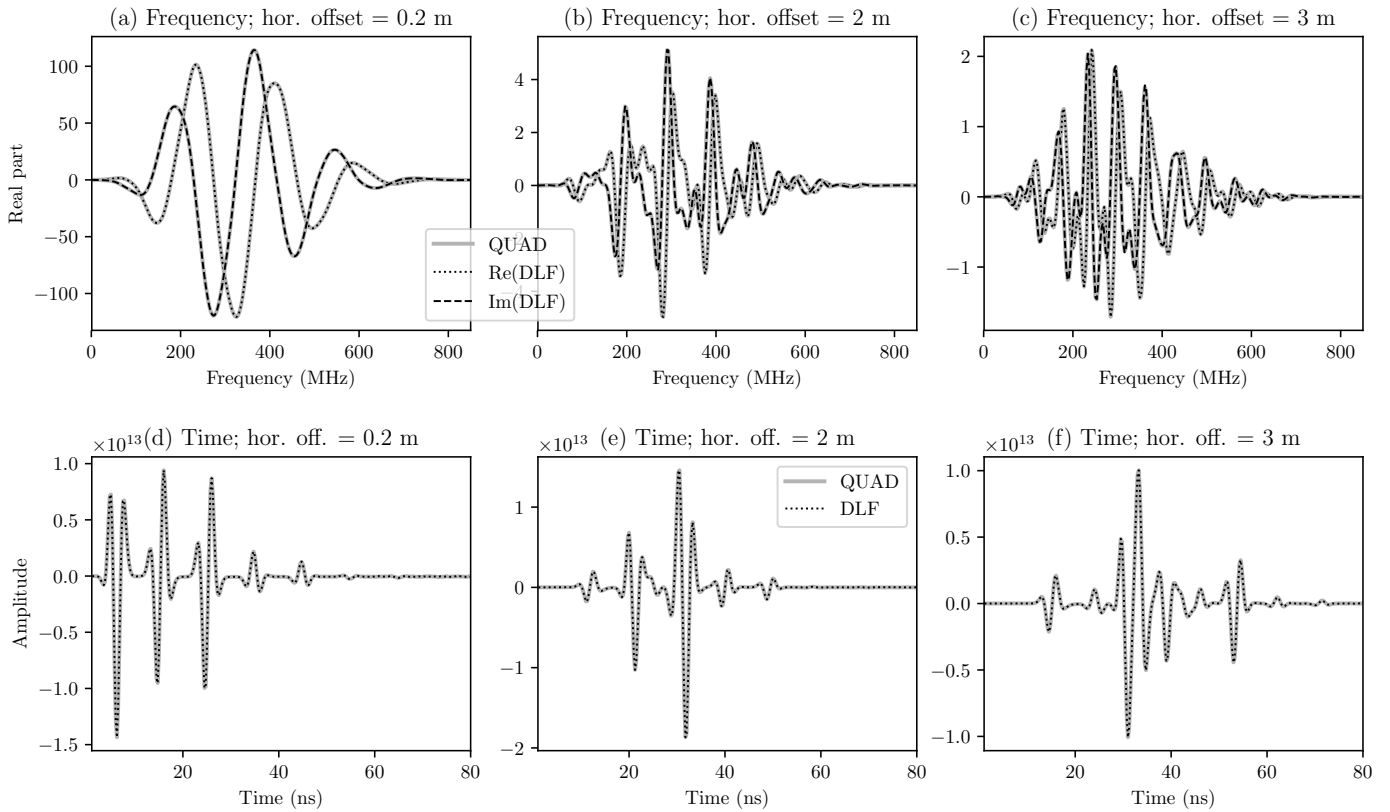 (a) Frequency; hor. offset = 0.2 m
(b) Frequency; hor. offset = 2 m
(c) Frequency; hor. offset = 3 m
Real part
100
50
0
−50
−100
4
2
0
−2
−4
2
1
0
−1
QUAD
Re(DLF)
Im(DLF)
0 200 400 600 800
0 200 400 600 800
0 200 400 600 800
Frequency (MHz)
Frequency (MHz)
Frequency (MHz)
×10¹³
(d) Time; hor. off. = 0.2 m
×10¹³
(e) Time; hor. off. = 2 m
×10¹³
(f) Time; hor. off. = 3 m
Amplitude
1.0
0.5
0.0
−0.5
−1.0
−1.5
1
0
−1
−2
1.0
0.5
0.0
−0.5
−1.0
QUAD
DLF
20 40 60 80
20 40 60 80
20 40 60 80
Time (ns)
Time (ns)
Time (ns)